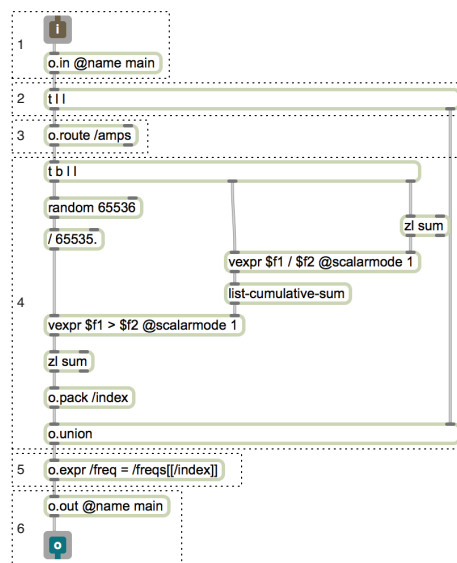 i
1
o.in @name main
2
t l l
3
o.route /amps
t b l l
random 65536
zl sum
/ 65535.
vexpr $f1 / $f2 @scalarmode 1
list-cumulative-sum
4
vexpr $f1 > $f2 @scalarmode 1
zl sum
o.pack /index
o.union
5
o.expr /freq = /freqs[[/index]]
o.out @name main
6
o